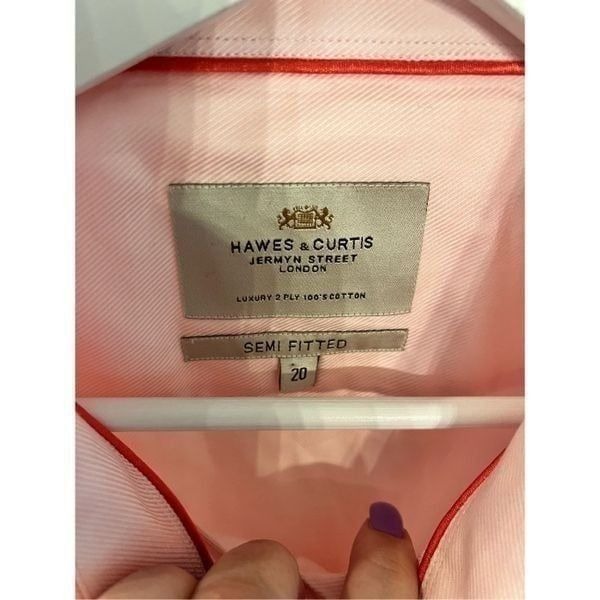 HAWES & CURTIS
JERMYN STREET
LONDON
LUXURY 2 PLY 100'S COTTON
SEMI FITTED
20